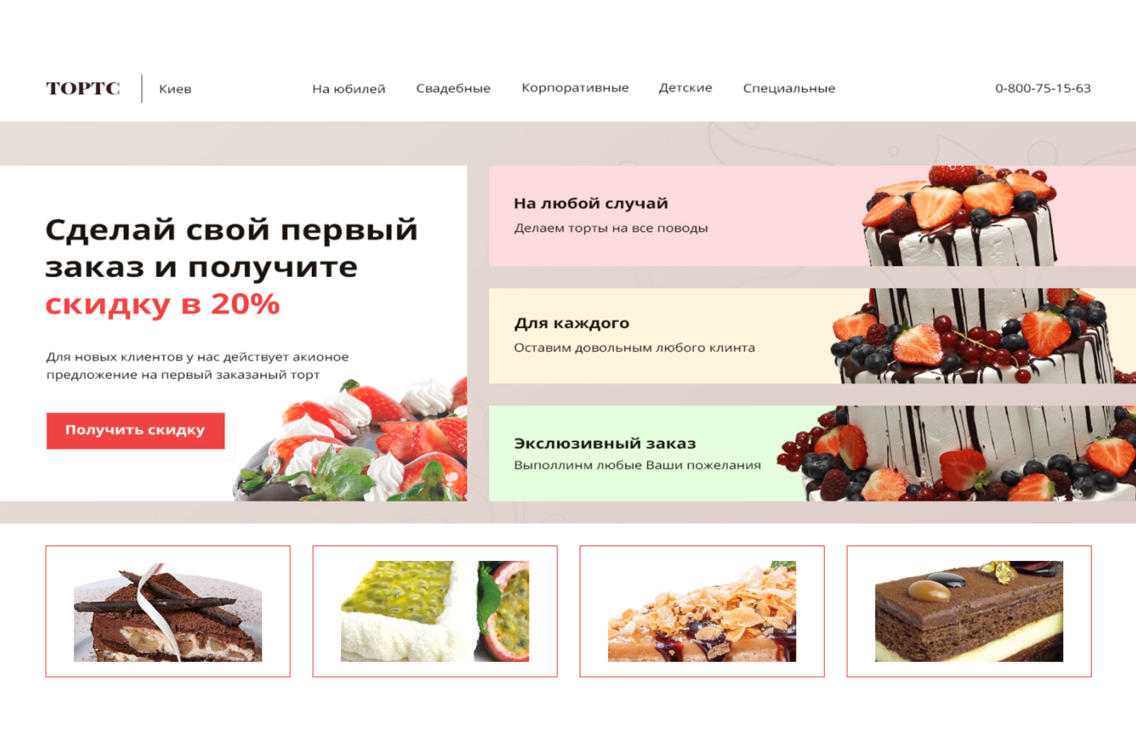 ТОРТС
Киев
На юбилей
Свадебные
Корпоративные
Детские
Специальные
0-800-75-15-63
Сделай свой первый
заказ и получите
скидку в 20%
Для новых клиентов у нас действует акионое
предложение на первый заказаный торт
Получить скидку
На любой случай
Делаем торты на все поводы
Для каждого
Оставим довольным любого клинта
Экслюзивный заказ
Выполлинм любые Ваши пожелания